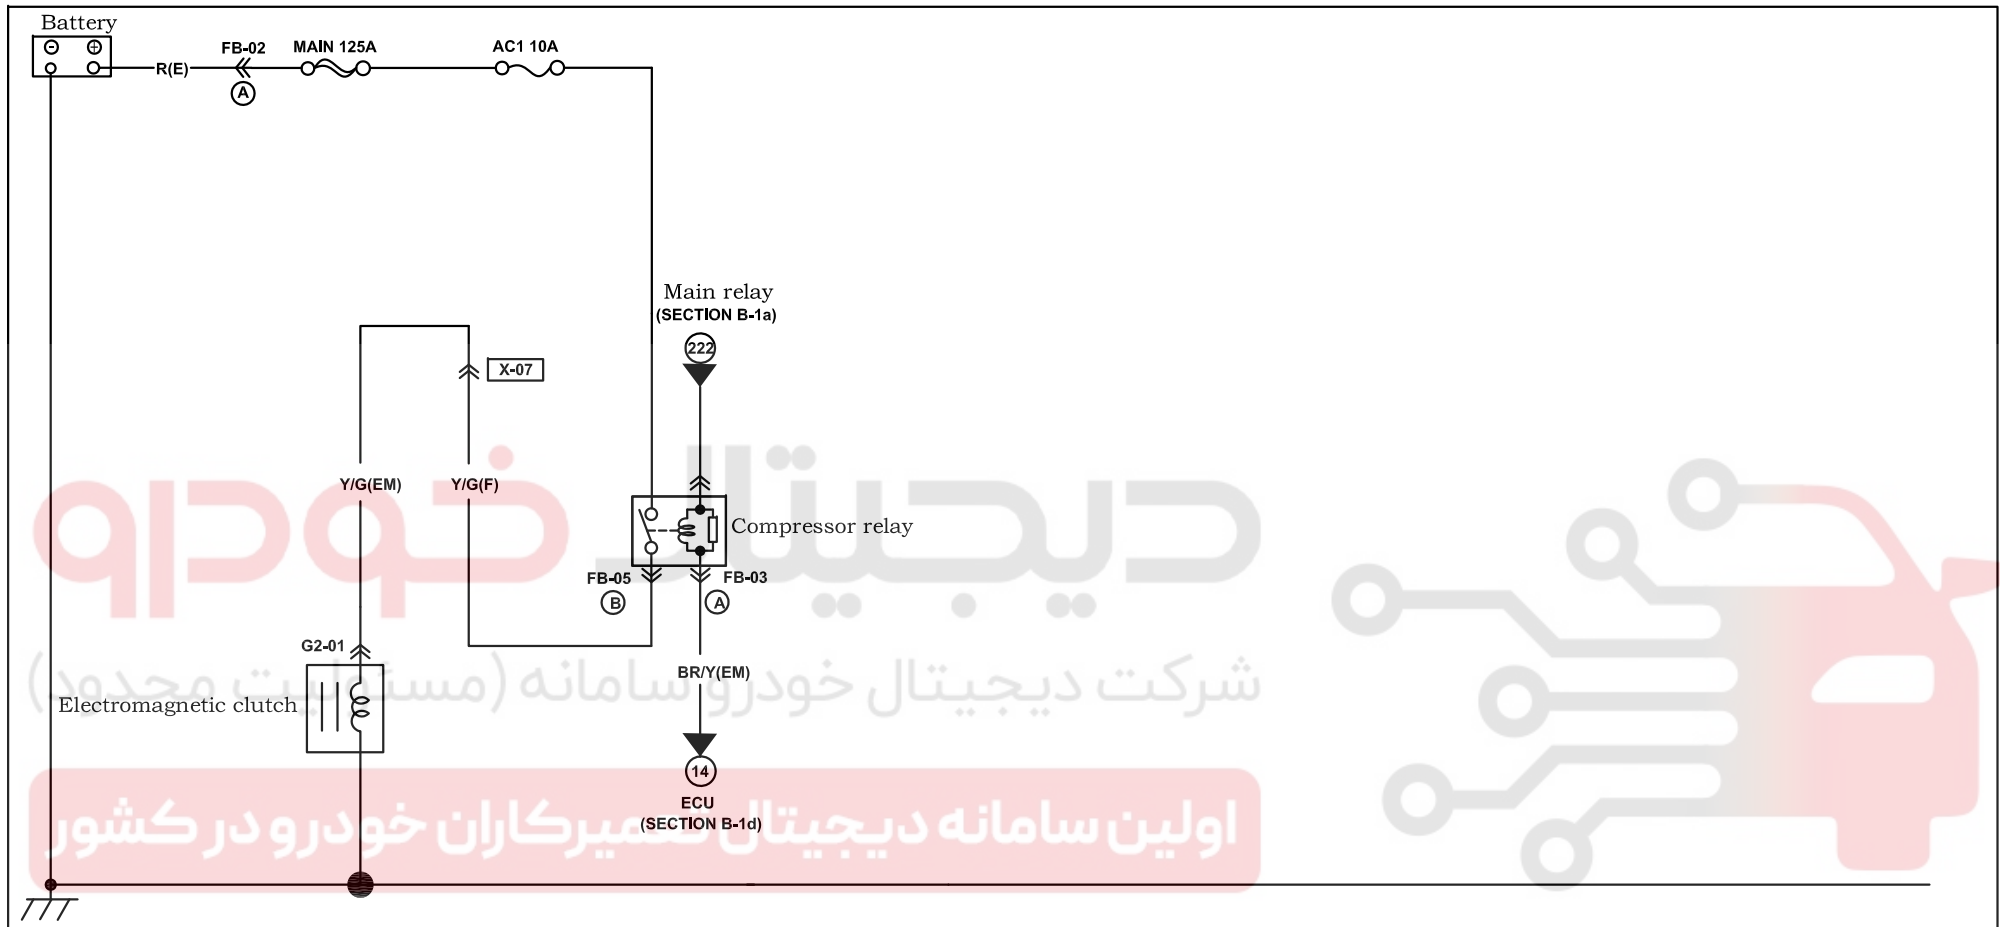 Battery
FB-02
MAIN 125A
AC1 10A
R(E)
A
Main relay
(SECTION B-1a)
222
X-07
Y/G(EM)
Y/G(F)
Compressor relay
FB-05
FB-03
B
A
G2-01
BR/Y(EM)
Electromagnetic clutch
14
ECU
(SECTION B-1d)
دیجیتال خودرو
شرکت دیجیتال خودرو سامانه (مسئولیت محدود)
اولین سامانه دیجیتال تعمیرکاران خودرو در کشور